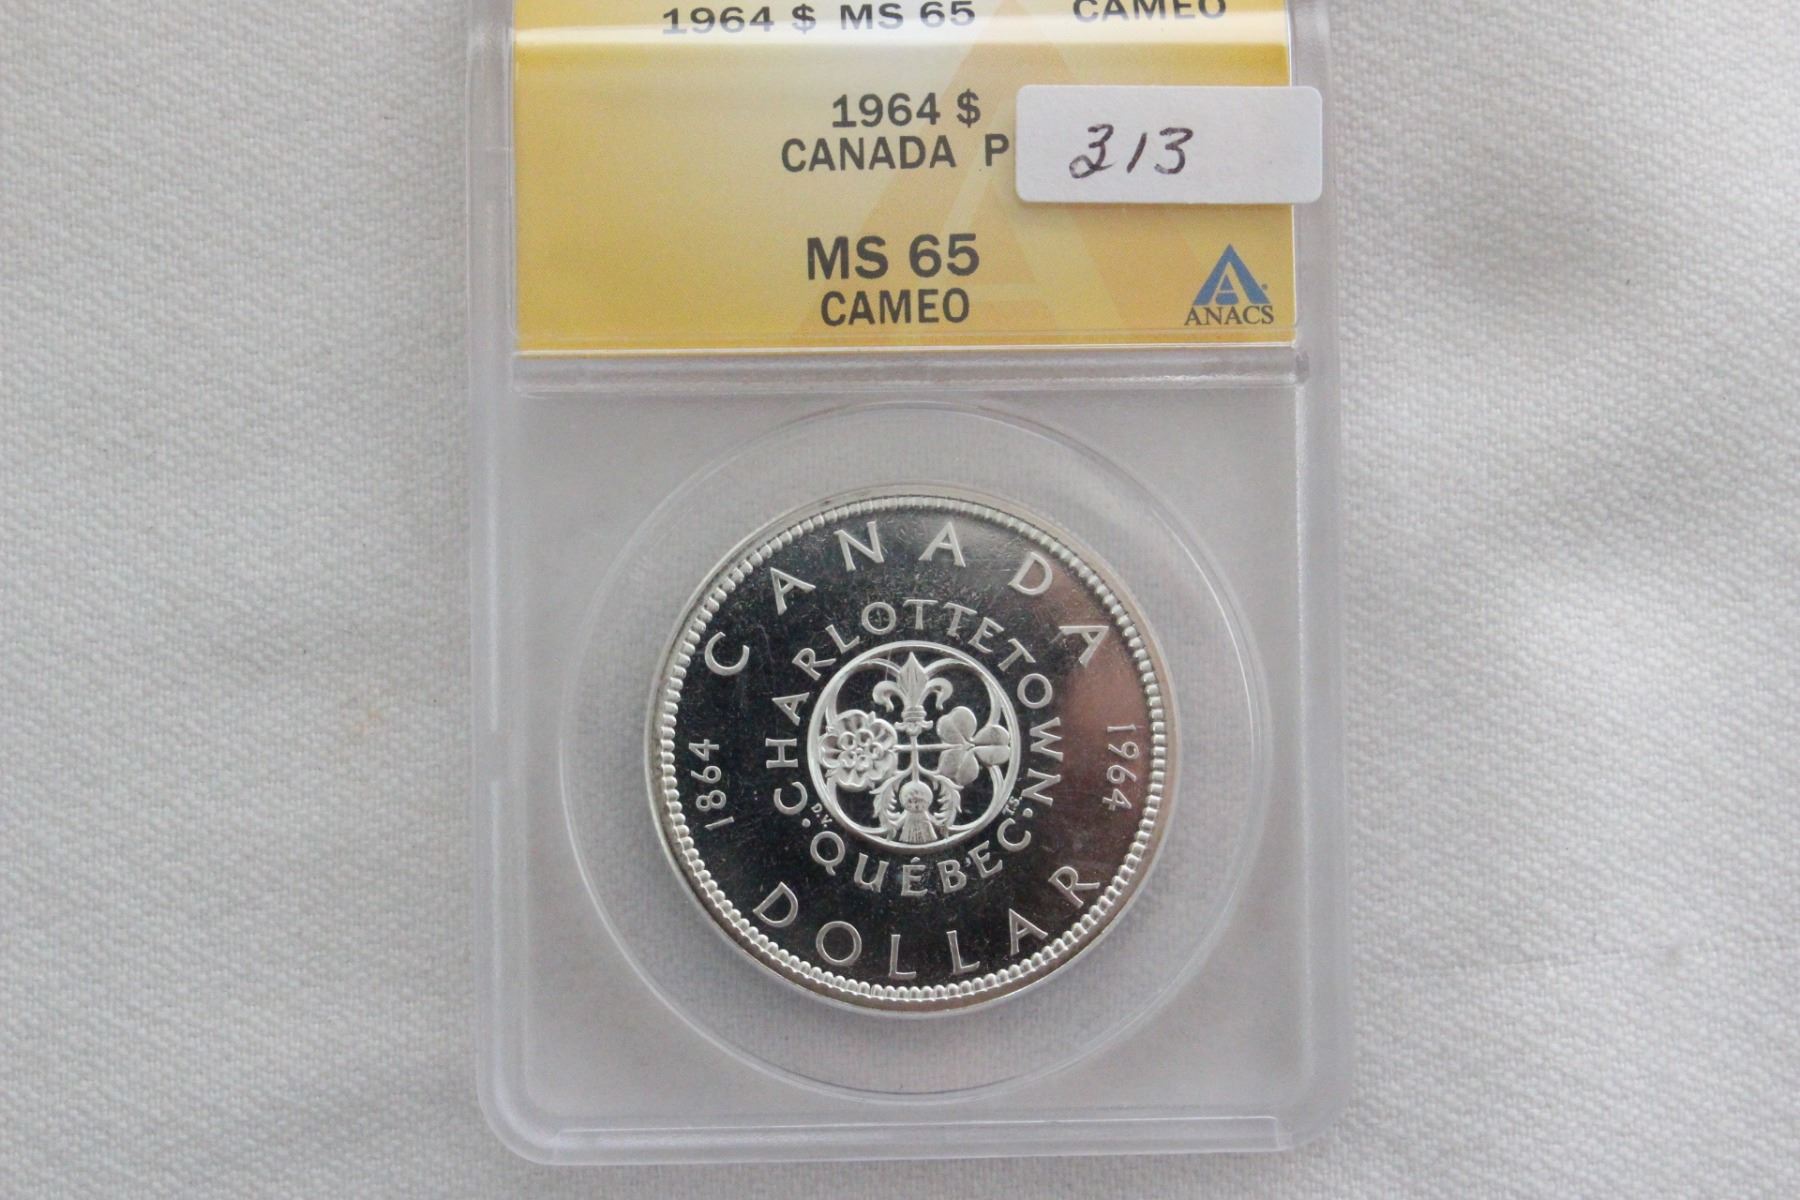 1964 $ MS 65 CAMEO
1964 $
CANADA P
313
MS 65
CAMEO
ANACS
CANADA
CHARLOTTETOWN
1864
1964
D.V.
T.S.
• QUÉBEC •
DOLLAR